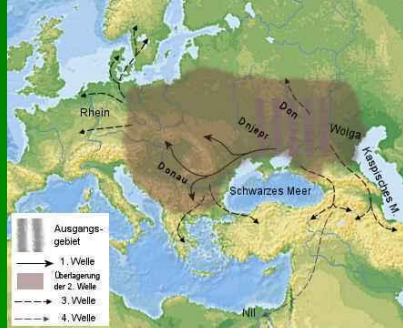 Rhein
Don
Dnjepr
Wolga
Donau
Kaspisches M.
Schwarzes Meer
Nil
Ausgangs-
gebiet
1. Welle
Überlagerung
der 2. Welle
3. Welle
4. Welle